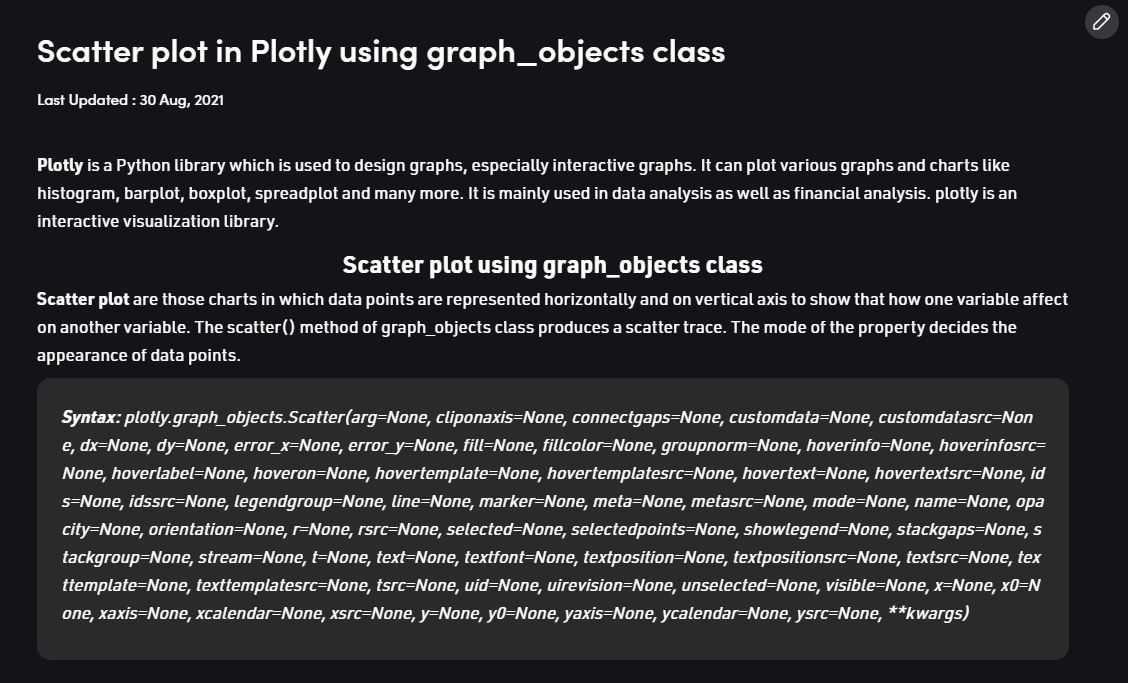 Scatter plot in Plotly using graph_objects class
Last Updated : 30 Aug, 2021
Plotly is a Python library which is used to design graphs, especially interactive graphs. It can plot various graphs and charts like
histogram, barplot, boxplot, spreadplot and many more. It is mainly used in data analysis as well as financial analysis. plotly is an
interactive visualization library.
Scatter plot using graph_objects class
Scatter plot are those charts in which data points are represented horizontally and on vertical axis to show that how one variable affect
on another variable. The scatter() method of graph_objects class produces a scatter trace. The mode of the property decides the
appearance of data points.
Syntax: plotly.graph_objects.Scatter(arg=None, cliponaxis=None, connectgaps=None, customdata=None, customdatasrc=Non
e, dx=None, dy=None, error_x=None, error_y=None, fill=None, fillcolor=None, groupnorm=None, hoverinfo=None, hoverinfosrc=
None, hoverlabel=None, hoveron=None, hovertemplate=None, hovertemplatesrc=None, hovertext=None, hovertextsrc=None, id
s=None, idssrc=None, legendgroup=None, line=None, marker=None, meta=None, metasrc=None, mode=None, name=None, opa
city=None, orientation=None, r=None, rsrc=None, selected=None, selectedpoints=None, showlegend=None, stackgaps=None, s
tackgroup=None, stream=None, t=None, text=None, textfont=None, textposition=None, textpositionsrc=None, textsrc=None, tex
ttemplate=None, texttemplatesrc=None, tsrc=None, uid=None, uirevision=None, unselected=None, visible=None, x=None, x0=N
one, xaxis=None, xcalendar=None, xsrc=None, y=None, y0=None, yaxis=None, ycalendar=None, ysrc=None, **kwargs)